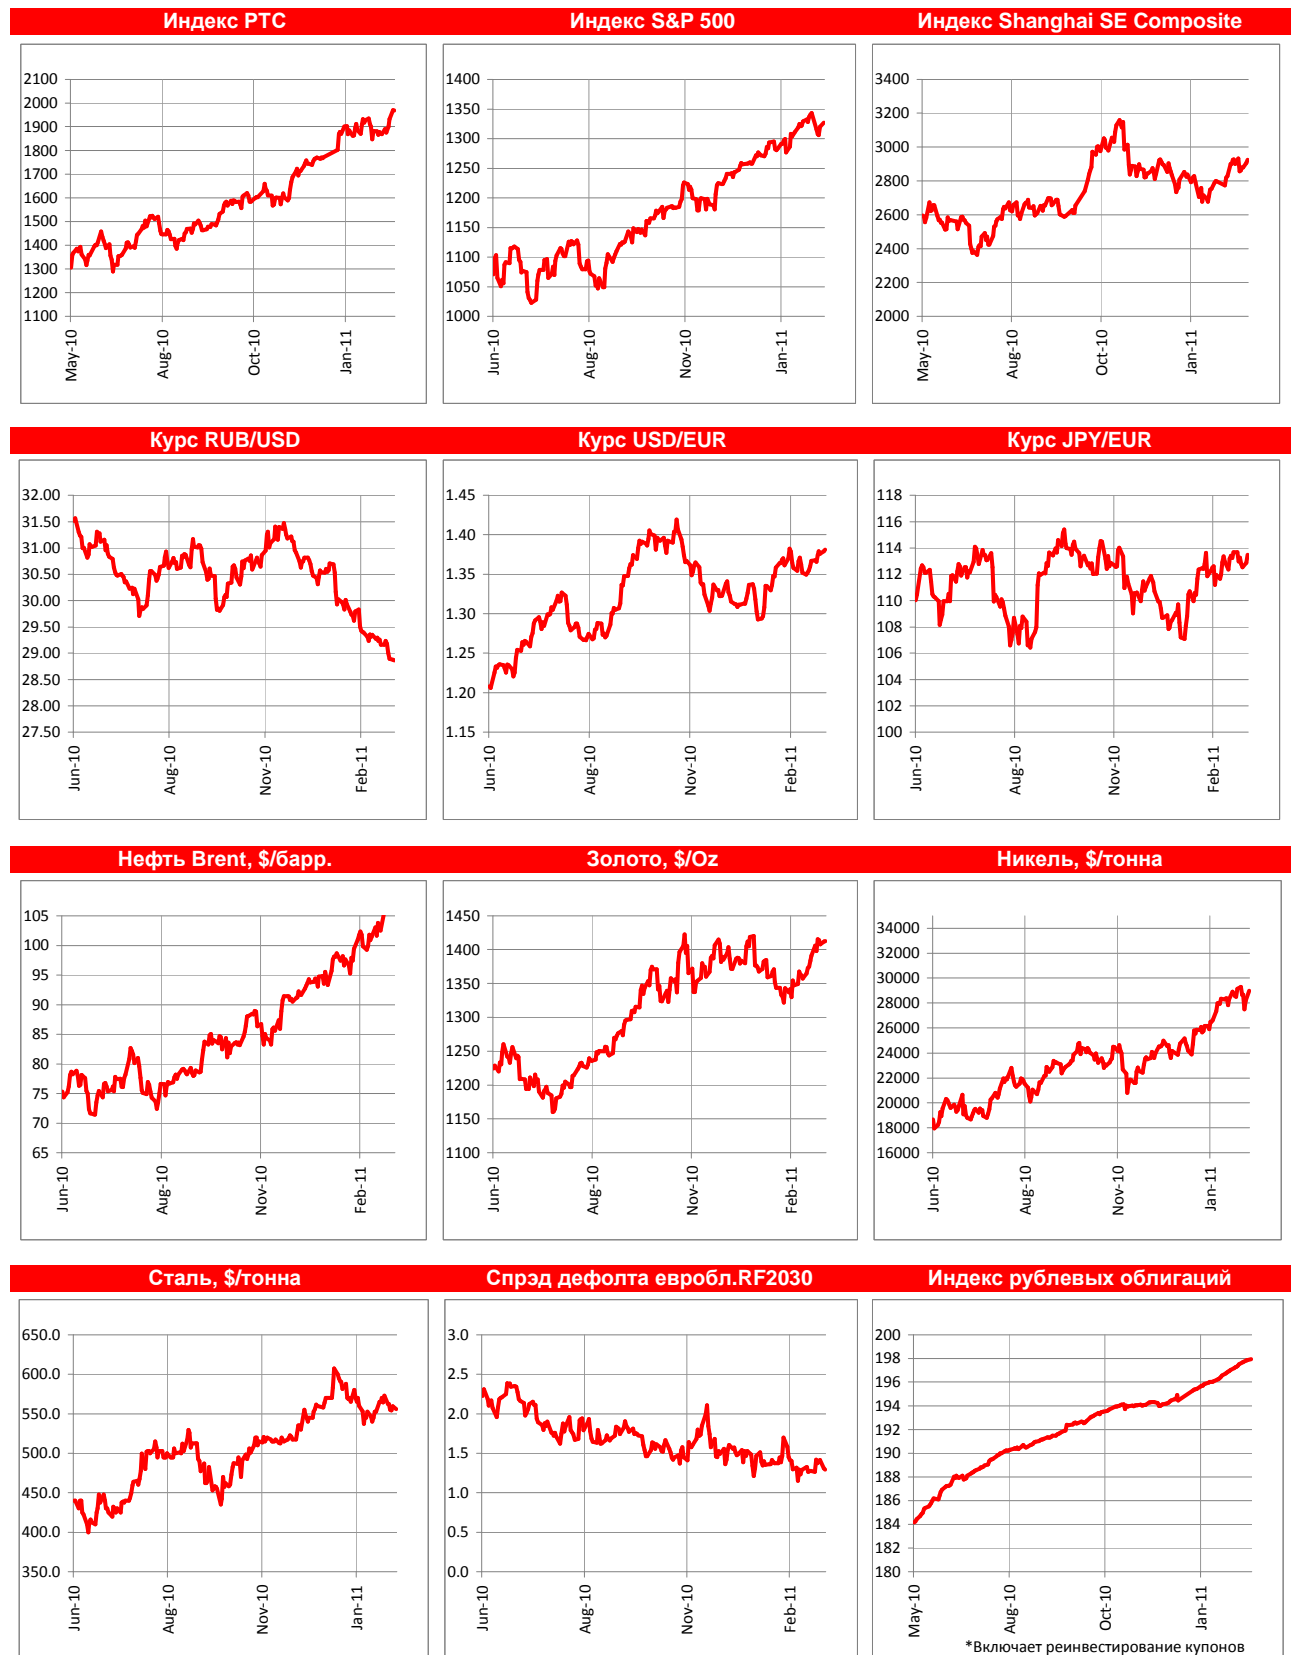 Индекс РТС
Индекс S&P 500
Индекс Shanghai SE Composite
2100
2000
1900
1800
1700
1600
1500
1400
1300
1200
1100
May-10
Aug-10
Oct-10
Jan-11
1400
1350
1300
1250
1200
1150
1100
1050
1000
Jun-10
Aug-10
Nov-10
Jan-11
3400
3200
3000
2800
2600
2400
2200
2000
May-10
Aug-10
Oct-10
Jan-11
Курс RUB/USD
Курс USD/EUR
Курс JPY/EUR
32.00
31.50
31.00
30.50
30.00
29.50
29.00
28.50
28.00
27.50
Jun-10
Aug-10
Nov-10
Feb-11
1.45
1.40
1.35
1.30
1.25
1.20
1.15
Jun-10
Aug-10
Nov-10
Feb-11
118
116
114
112
110
108
106
104
102
100
Jun-10
Aug-10
Nov-10
Feb-11
Нефть Brent, $/барр.
Золото, $/Oz
Никель, $/тонна
105
100
95
90
85
80
75
70
65
Jun-10
Aug-10
Nov-10
Feb-11
1450
1400
1350
1300
1250
1200
1150
1100
Jun-10
Aug-10
Nov-10
Feb-11
34000
32000
30000
28000
26000
24000
22000
20000
18000
16000
Jun-10
Aug-10
Nov-10
Jan-11
Сталь, $/тонна
Спрэд дефолта евробл.RF2030
Индекс рублевых облигаций
650.0
600.0
550.0
500.0
450.0
400.0
350.0
Jun-10
Aug-10
Nov-10
Jan-11
3.0
2.5
2.0
1.5
1.0
0.5
0.0
Jun-10
Aug-10
Nov-10
Feb-11
200
198
196
194
192
190
188
186
184
182
180
May-10
Aug-10
Oct-10
Jan-11
*Включает реинвестирование купонов